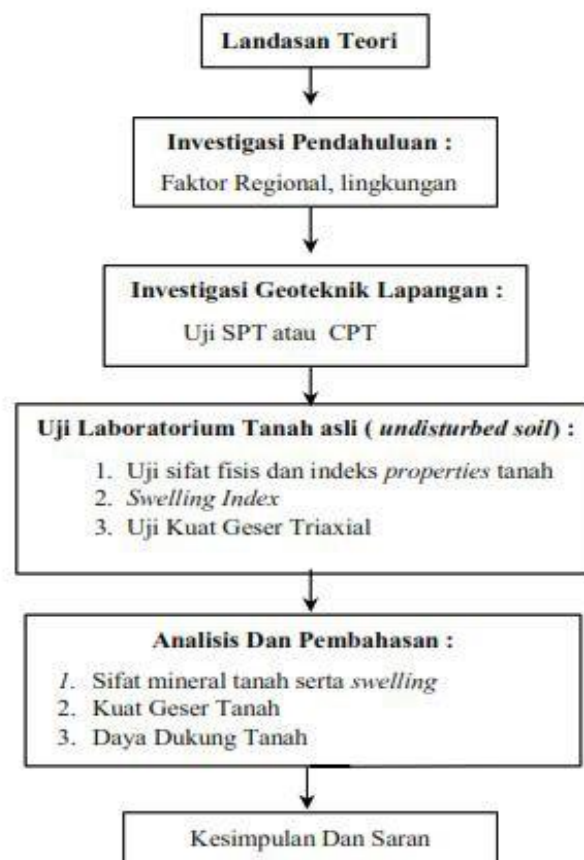 Landasan Teori
Investigasi Pendahuluan :
Faktor Regional, lingkungan
Investigasi Geoteknik Lapangan :
Uji SPT atau CPT
Uji Laboratorium Tanah asli ( undisturbed soil) :
1. Uji sifat fisis dan indeks properties tanah
2. Swelling Index
3. Uji Kuat Geser Triaxial
Analisis Dan Pembahasan :
1. Sifat mineral tanah serta swelling
2. Kuat Geser Tanah
3. Daya Dukung Tanah
Kesimpulan Dan Saran